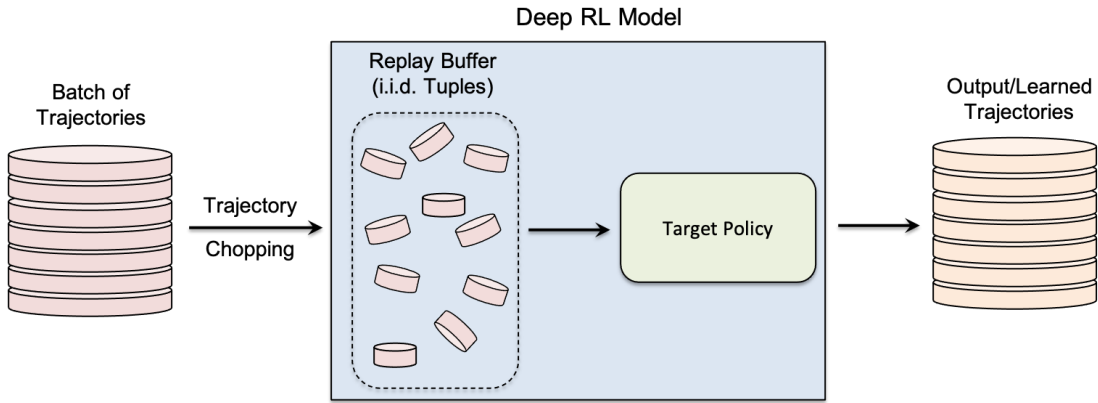 Deep RL Model
Batch of
Trajectories
Trajectory
Chopping
Replay Buffer
(i.i.d. Tuples)
Target Policy
Output/Learned
Trajectories